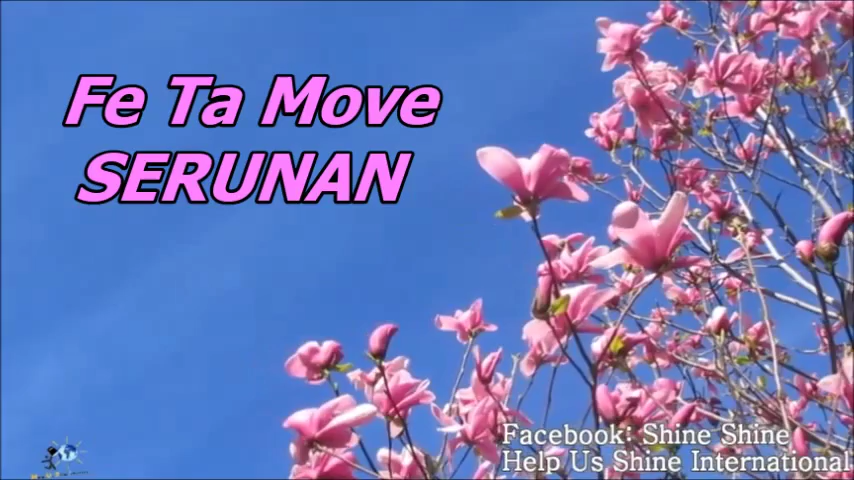 Fe Ta Move
SERUNAN
Facebook: Shine Shine
Help Us Shine International